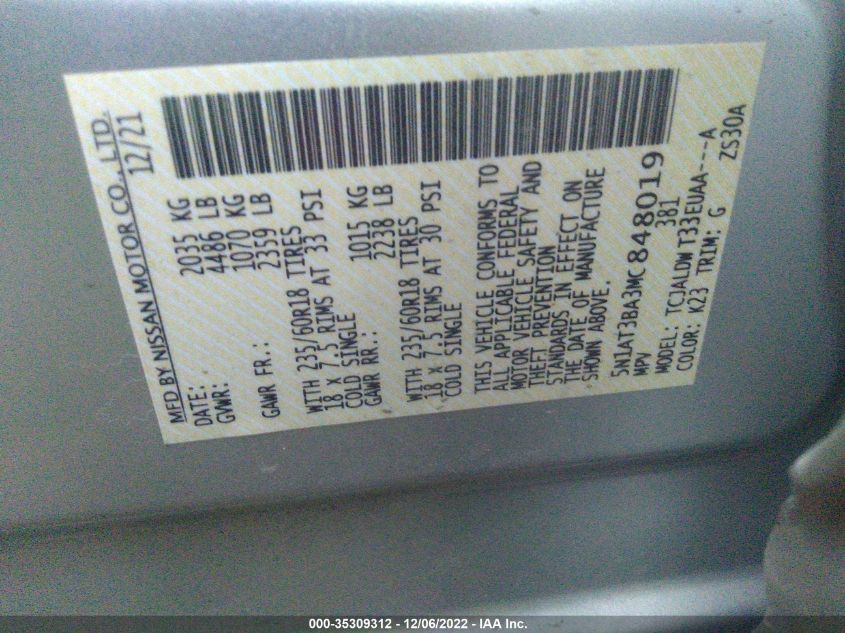 MFD BY NISSAN MOTOR CO., LTD.
DATE: 12/21
GVWR: 2035 KG
4486 LB
GAWR FR.: 1070 KG
2359 LB
WITH 235/60R18 TIRES
18 X 7.5 RIMS AT 33 PSI
COLD SINGLE
GAWR RR.: 1015 KG
2238 LB
WITH 235/60R18 TIRES
18 X 7.5 RIMS AT 30 PSI
COLD SINGLE
THIS VEHICLE CONFORMS TO
ALL APPLICABLE FEDERAL
MOTOR VEHICLE SAFETY AND
THEFT PREVENTION
STANDARDS IN EFFECT ON
THE DATE OF MANUFACTURE
SHOWN ABOVE.
5N1AT3BA3MC848019
MPV 381
MODEL: TCJALDW T33EUAA---A
COLOR: K23 TRIM: G ZS30A
000-35309312 - 12/06/2022 - IAA Inc.